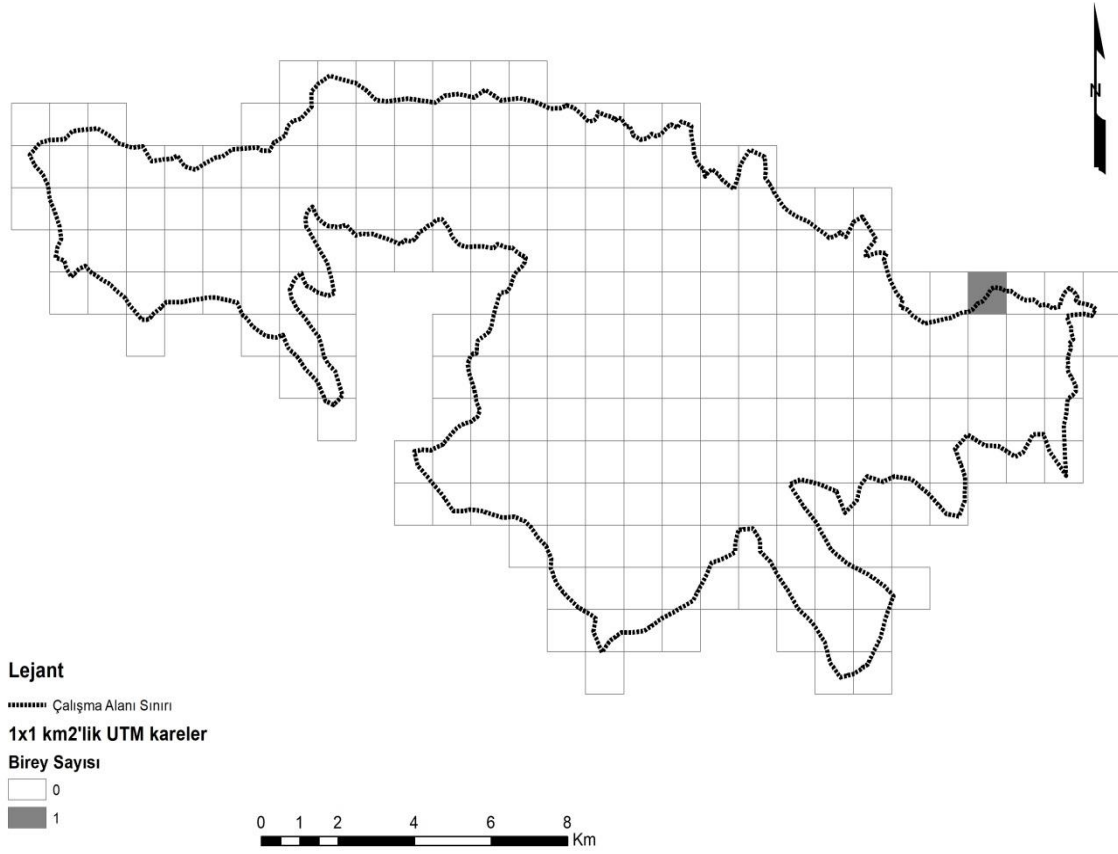 N
Lejant
Çalışma Alanı Sınırı
1x1 km2'lik UTM kareler
Birey Sayısı
0
1
0 1 2 4 6 8
Km